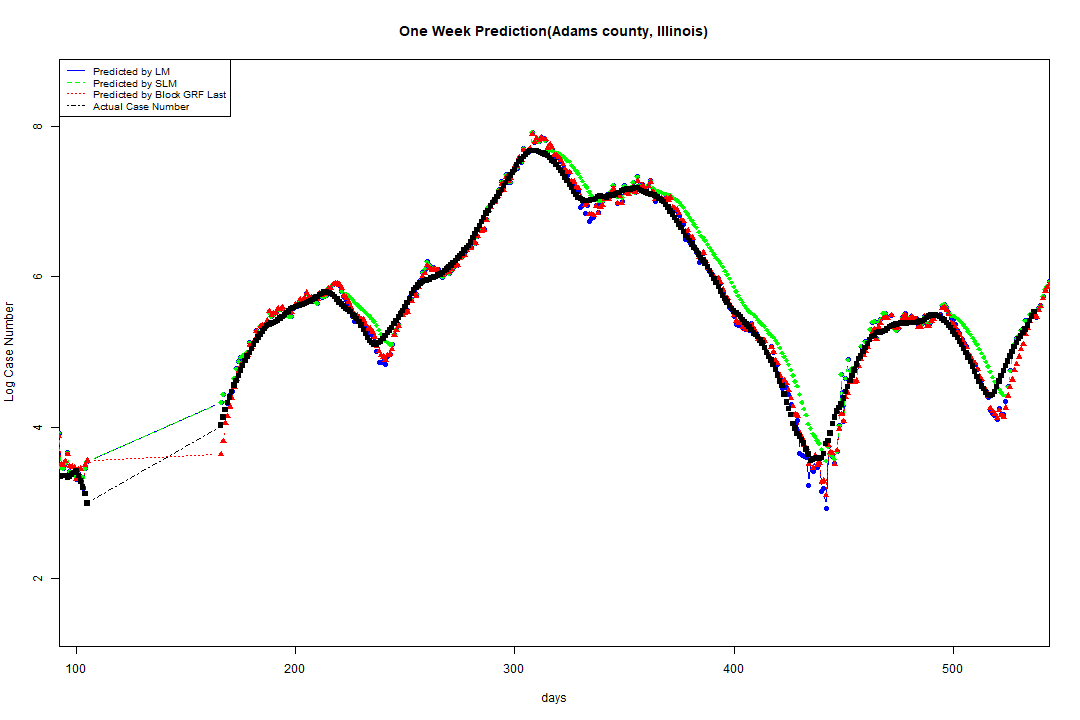 One Week Prediction(Adams county, Illinois)
Predicted by LM
Predicted by SLM
Predicted by Block GRF Last
Actual Case Number
Log Case Number
8
6
4
2
100 200 300 400 500
days